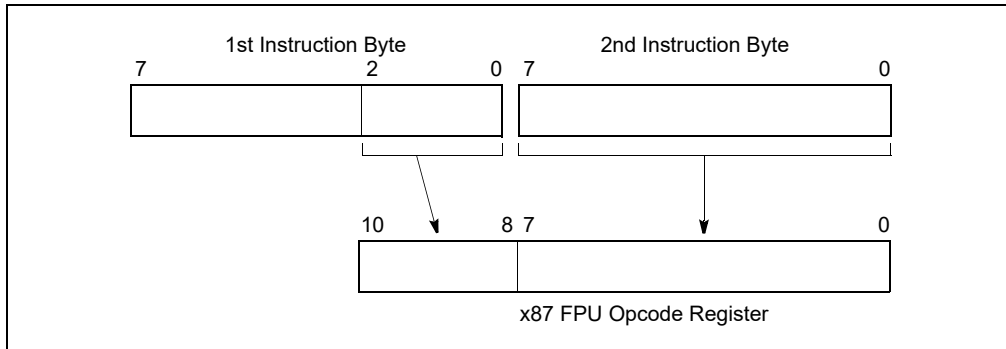 1st Instruction Byte 2nd Instruction Byte
7 2 0 7 0
10 8 7 0
x87 FPU Opcode Register